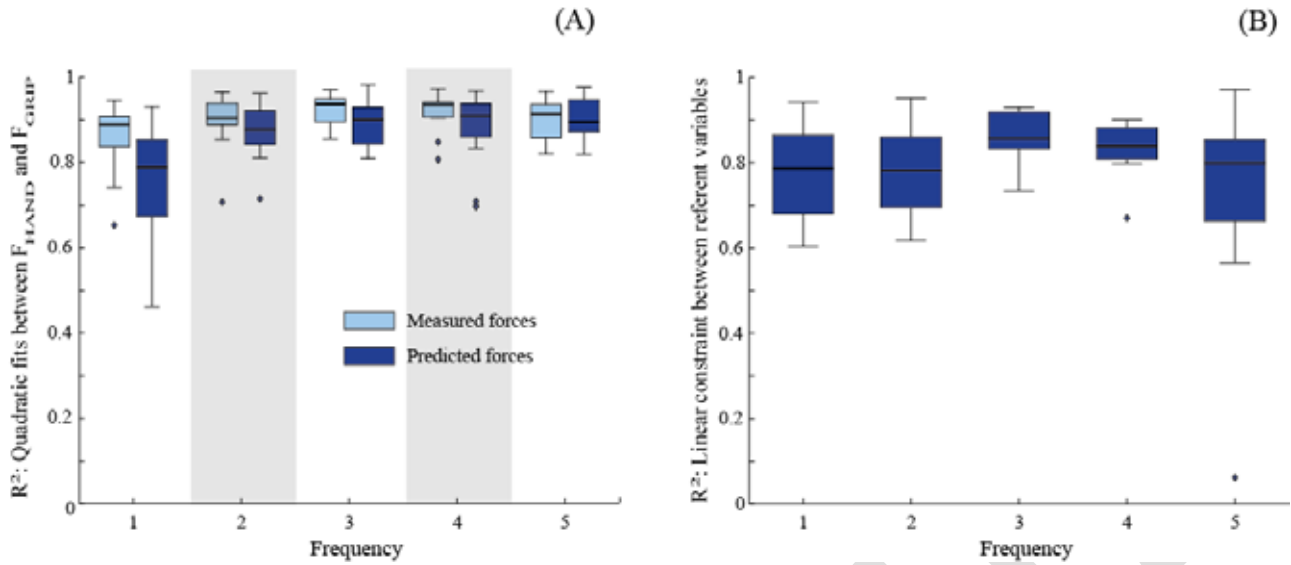 (A)
R²: Quadratic fits between F_HAND and F_GRIP
1
0.8
0.6
0.4
0.2
0
Measured forces
Predicted forces
1 2 3 4 5
Frequency
(B)
R²: Linear constraint between referent variables
1
0.8
0.6
0.4
0.2
0
1 2 3 4 5
Frequency